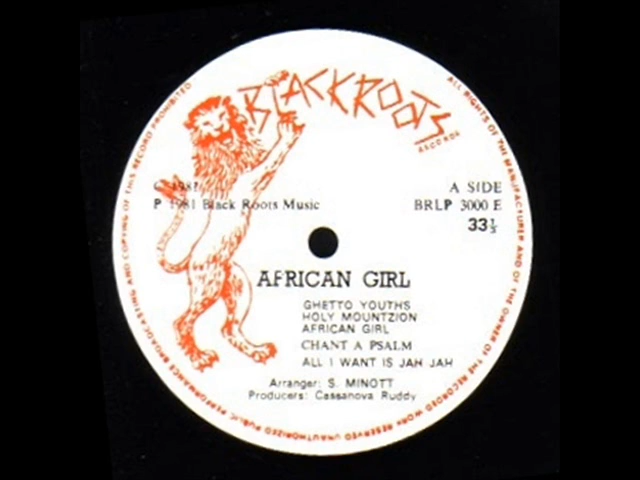 BLACKROOTS
RECORDS
© 1981
P 1981 Black Roots Music
A SIDE
BRLP 3000 E
33⅓
AFRICAN GIRL
GHETTO YOUTHS
HOLY MOUNTZION
AFRICAN GIRL
CHANT A PSALM
ALL I WANT IS JAH JAH
Arranger: S. MINOTT
Producers: Cassanova Ruddy
ALL RIGHTS OF THE MANUFACTURER AND OF THE OWNER OF THE RECORDED WORK RESERVED UNAUTHORIZED PUBLIC PERFORMANCE BROADCASTING AND COPYING OF THIS RECORD PROHIBITED